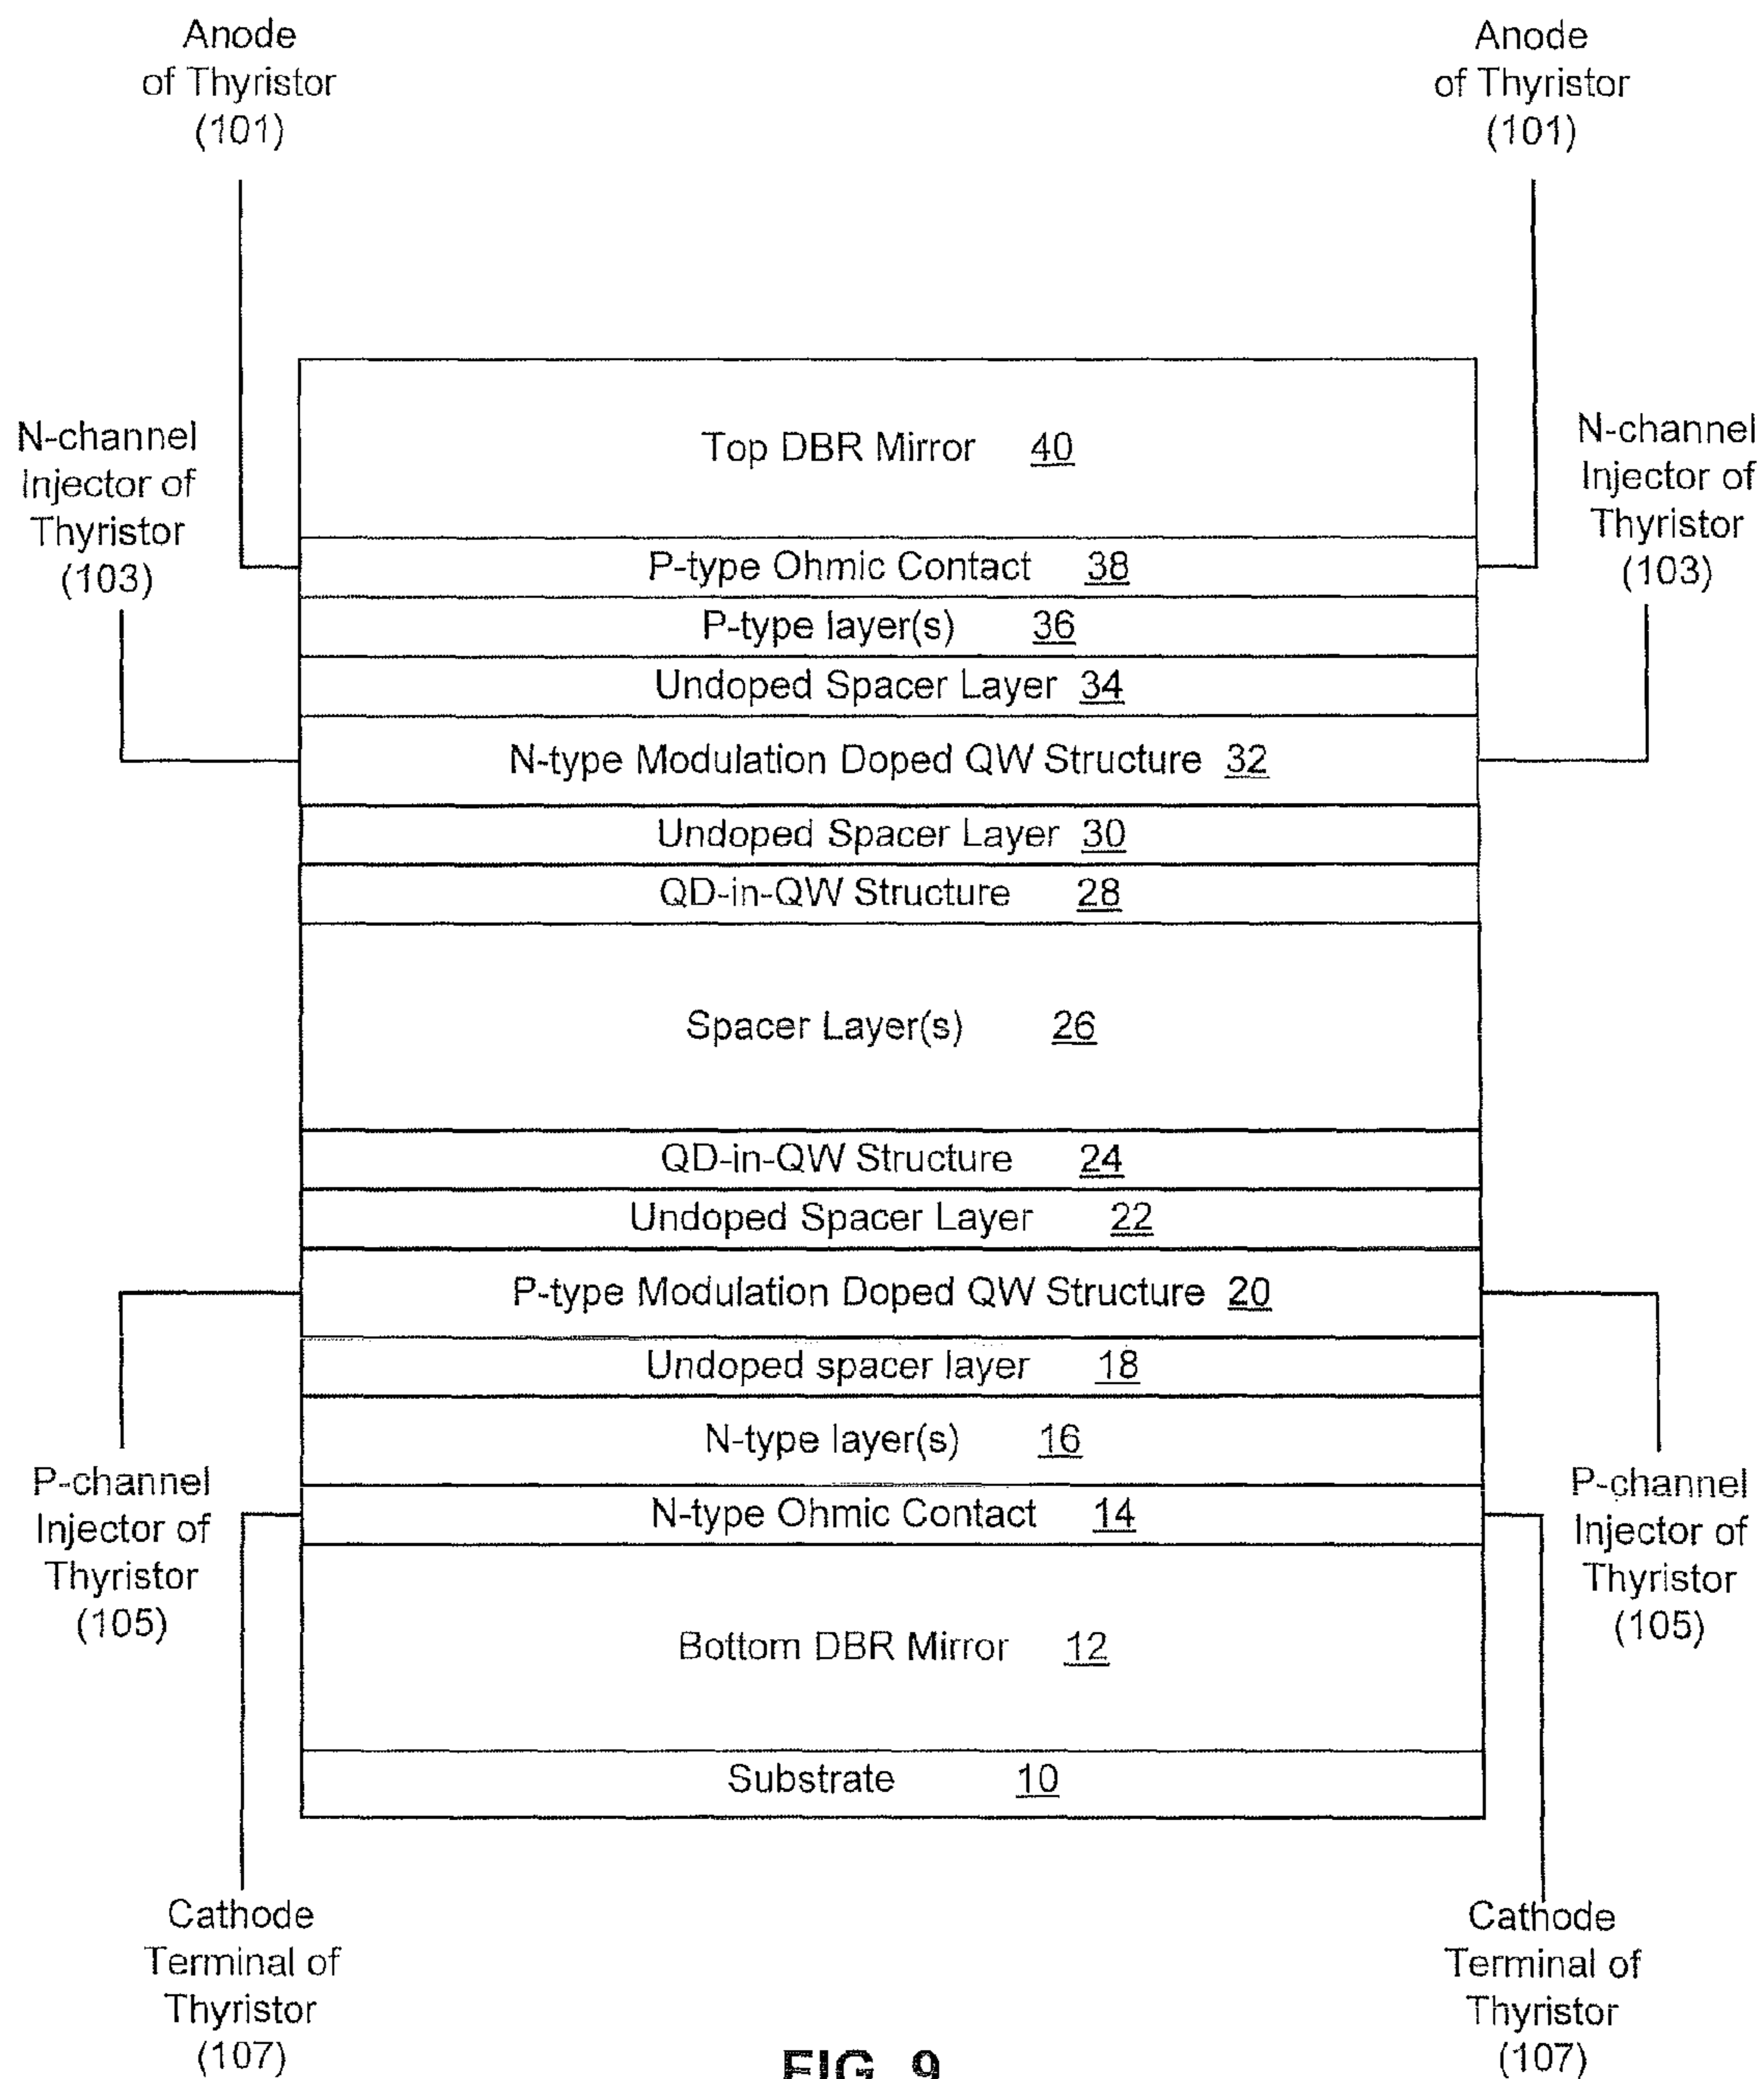 Anode
of Thyristor
(101)
Anode
of Thyristor
(101)
N-channel
Injector of
Thyristor
(103)
N-channel
Injector of
Thyristor
(103)
Top DBR Mirror 40
P-type Ohmic Contact 38
P-type layer(s) 36
Undoped Spacer Layer 34
N-type Modulation Doped QW Structure 32
Undoped Spacer Layer 30
QD-in-QW Structure 28
Spacer Layer(s) 26
QD-in-QW Structure 24
Undoped Spacer Layer 22
P-type Modulation Doped QW Structure 20
Undoped spacer layer 18
N-type layer(s) 16
N-type Ohmic Contact 14
Bottom DBR Mirror 12
Substrate 10
P-channel
Injector of
Thyristor
(105)
P-channel
Injector of
Thyristor
(105)
Cathode
Terminal of
Thyristor
(107)
Cathode
Terminal of
Thyristor
(107)
FIG. 9